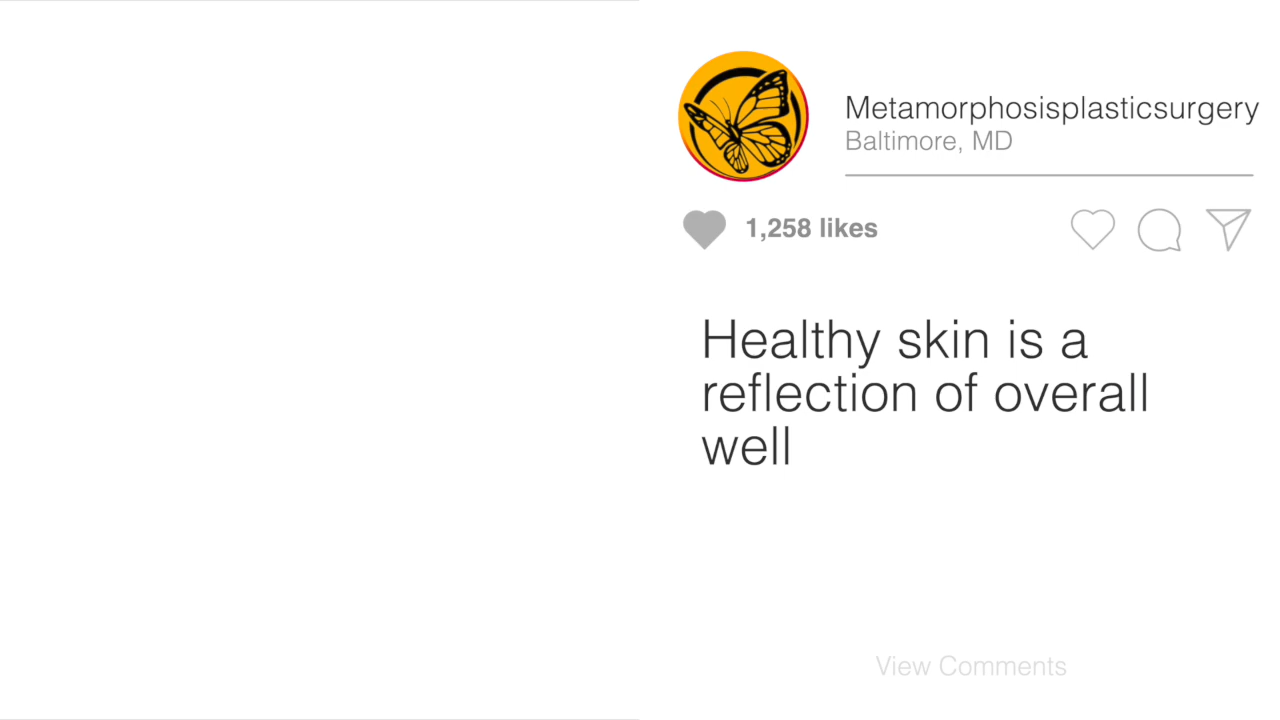 Metamorphosisplasticsurgery
Baltimore, MD
1,258 likes
Healthy skin is a
reflection of overall
well
View Comments